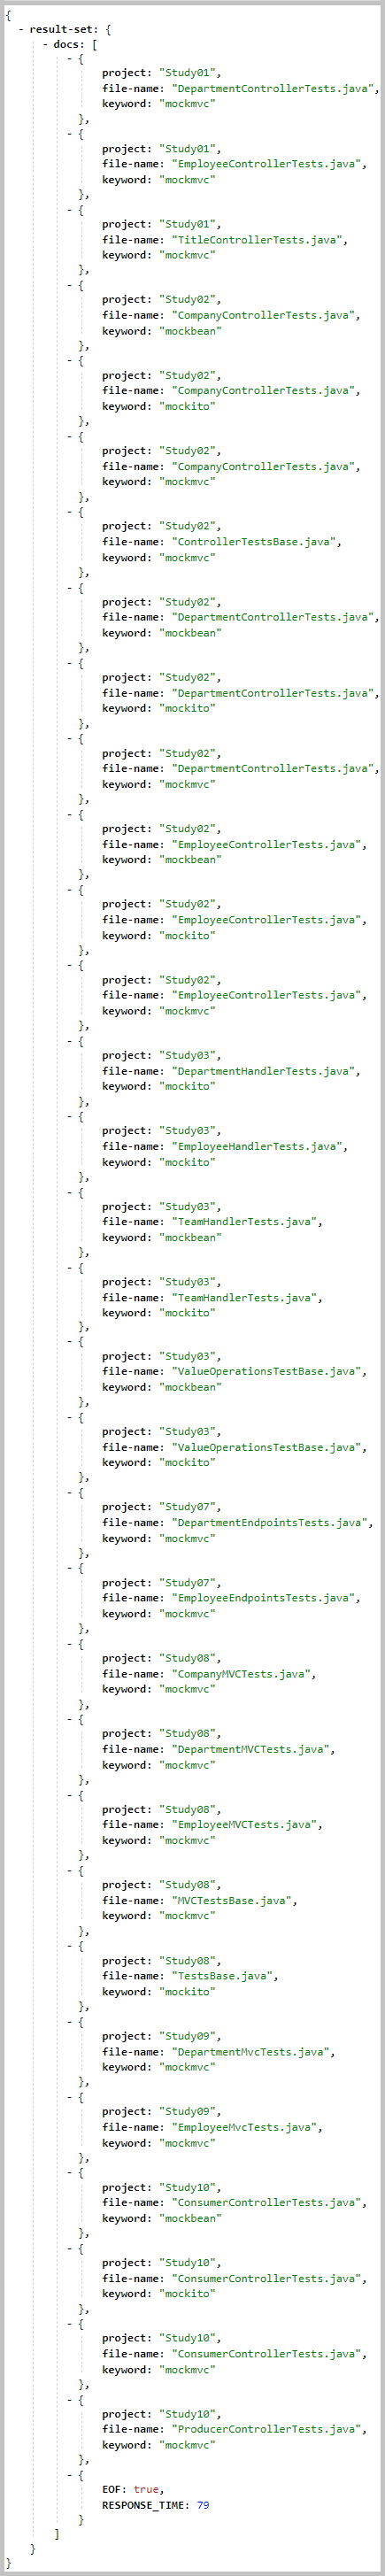 {
- result-set: {
- docs: [
- {
project: "Study01",
file-name: "DepartmentControllerTests.java",
keyword: "mockmvc"
},
- {
project: "Study01",
file-name: "EmployeeControllerTests.java",
keyword: "mockmvc"
},
- {
project: "Study01",
file-name: "TitleControllerTests.java",
keyword: "mockmvc"
},
- {
project: "Study02",
file-name: "CompanyControllerTests.java",
keyword: "mockbean"
},
- {
project: "Study02",
file-name: "CompanyControllerTests.java",
keyword: "mockito"
},
- {
project: "Study02",
file-name: "CompanyControllerTests.java",
keyword: "mockmvc"
},
- {
project: "Study02",
file-name: "ControllerTestsBase.java",
keyword: "mockmvc"
},
- {
project: "Study02",
file-name: "DepartmentControllerTests.java",
keyword: "mockbean"
},
- {
project: "Study02",
file-name: "DepartmentControllerTests.java",
keyword: "mockito"
},
- {
project: "Study02",
file-name: "DepartmentControllerTests.java",
keyword: "mockmvc"
},
- {
project: "Study02",
file-name: "EmployeeControllerTests.java",
keyword: "mockbean"
},
- {
project: "Study02",
file-name: "EmployeeControllerTests.java",
keyword: "mockito"
},
- {
project: "Study02",
file-name: "EmployeeControllerTests.java",
keyword: "mockmvc"
},
- {
project: "Study03",
file-name: "DepartmentHandlerTests.java",
keyword: "mockito"
},
- {
project: "Study03",
file-name: "EmployeeHandlerTests.java",
keyword: "mockito"
},
- {
project: "Study03",
file-name: "TeamHandlerTests.java",
keyword: "mockbean"
},
- {
project: "Study03",
file-name: "TeamHandlerTests.java",
keyword: "mockito"
},
- {
project: "Study03",
file-name: "ValueOperationsTestBase.java",
keyword: "mockbean"
},
- {
project: "Study03",
file-name: "ValueOperationsTestBase.java",
keyword: "mockito"
},
- {
project: "Study07",
file-name: "DepartmentEndpointsTests.java",
keyword: "mockmvc"
},
- {
project: "Study07",
file-name: "EmployeeEndpointsTests.java",
keyword: "mockmvc"
},
- {
project: "Study08",
file-name: "CompanyMVCTests.java",
keyword: "mockmvc"
},
- {
project: "Study08",
file-name: "DepartmentMVCTests.java",
keyword: "mockmvc"
},
- {
project: "Study08",
file-name: "EmployeeMVCTests.java",
keyword: "mockmvc"
},
- {
project: "Study08",
file-name: "MVCTestsBase.java",
keyword: "mockmvc"
},
- {
project: "Study08",
file-name: "TestsBase.java",
keyword: "mockito"
},
- {
project: "Study09",
file-name: "DepartmentMvcTests.java",
keyword: "mockmvc"
},
- {
project: "Study09",
file-name: "EmployeeMvcTests.java",
keyword: "mockmvc"
},
- {
project: "Study10",
file-name: "ConsumerControllerTests.java",
keyword: "mockbean"
},
- {
project: "Study10",
file-name: "ConsumerControllerTests.java",
keyword: "mockito"
},
- {
project: "Study10",
file-name: "ConsumerControllerTests.java",
keyword: "mockmvc"
},
- {
project: "Study10",
file-name: "ProducerControllerTests.java",
keyword: "mockmvc"
},
- {
EOF: true,
RESPONSE_TIME: 79
}
]
}
}